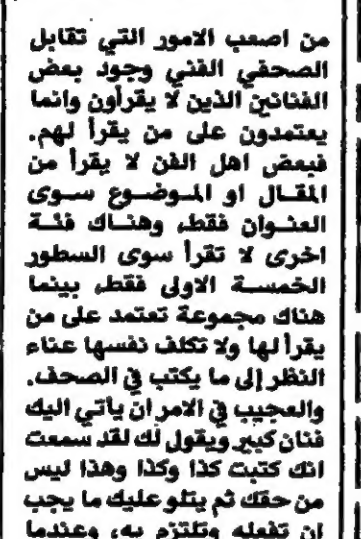 من اصعب الامور التي تقابل
الصحفي الفني وجود بعض
الفنانين الذين لا يقرأون وانما
يعتمدون على من يقرأ لهم.
فبعض اهل الفن لا يقرأ من
المقال او الموضوع سوى
العنوان فقط، وهناك فئة
اخرى لا تقرأ سوى السطور
الخمسة الاولى فقط، بينما
هناك مجموعة تعتمد على من
يقرأ لها ولا تكلف نفسها عناء
النظر إلى ما يكتب في الصحف.
والعجيب في الامر ان يأتي اليك
فنان كبير ويقول لك لقد سمعت
انك كتبت كذا وكذا وهذا ليس
من حقك ثم يتلو عليك ما يجب
ان تفعله وتلتزم به، وعندما